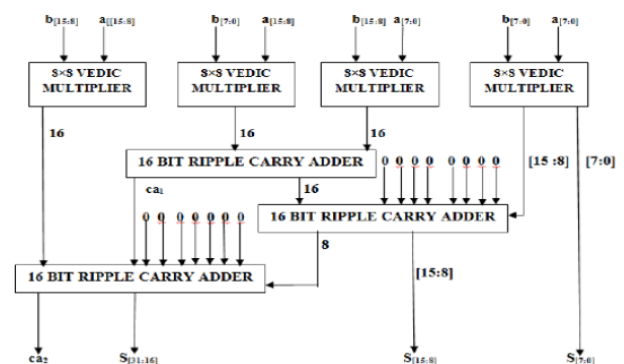 b[15:8] a[[15:8] b[7:0] a[15:8] b[15:8] a[7:0] b[7:0] a[7:0]
8×8 VEDIC MULTIPLIER
8×8 VEDIC MULTIPLIER
8×8 VEDIC MULTIPLIER
8×8 VEDIC MULTIPLIER
16 16 16
16 BIT RIPPLE CARRY ADDER
0 0 0 0 0 0 0 0
[15 :8] [7:0]
ca1 16
16 BIT RIPPLE CARRY ADDER
0 0 0 0 0 0 0
8
16 BIT RIPPLE CARRY ADDER
[15:8]
ca2 S[31:16] S[15:8] S[7:0]